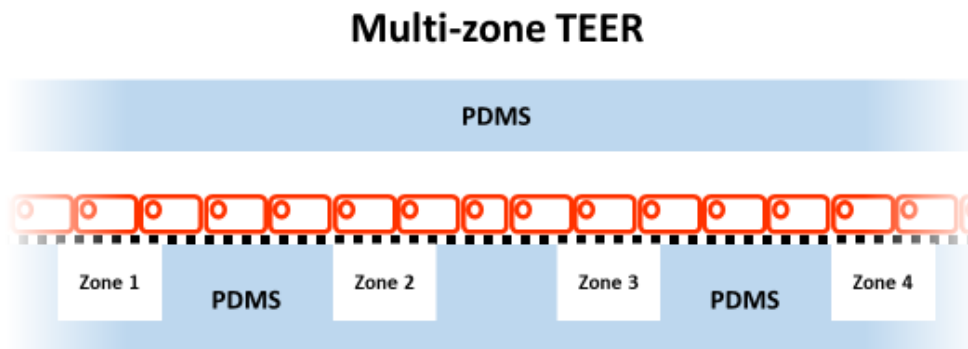 Multi-zone TEER
PDMS
Zone 1
Zone 2
Zone 3
Zone 4
PDMS
PDMS